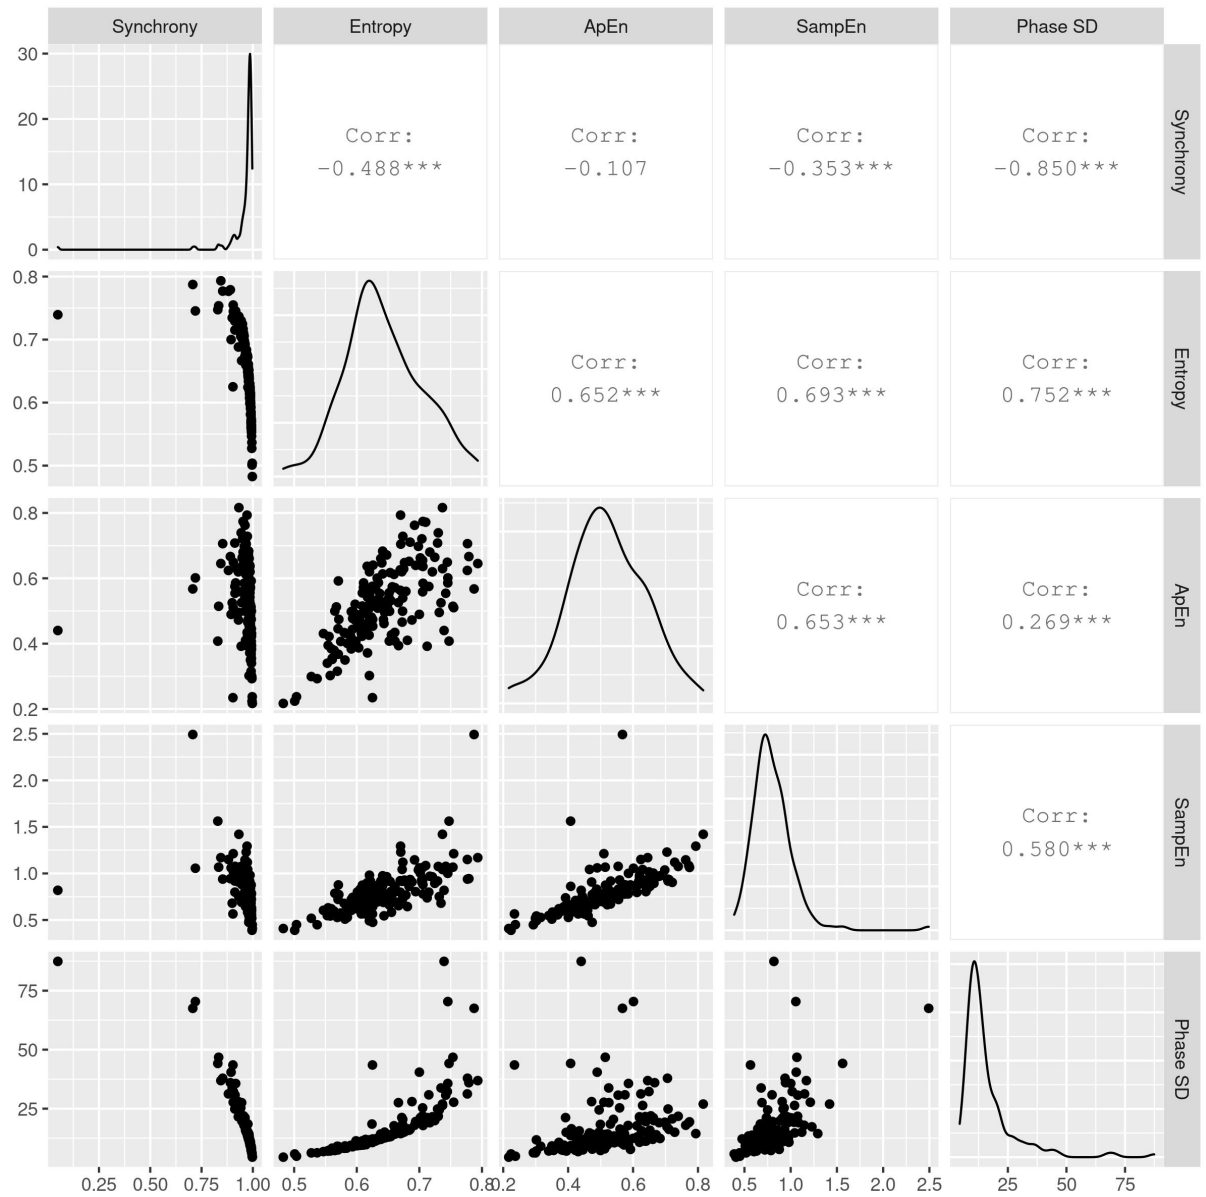 Synchrony Entropy ApEn SampEn Phase SD
30
20
10
0
Corr:
-0.488***
Corr:
-0.107
Corr:
-0.353***
Corr:
-0.850***
Synchrony
0.8
0.7
0.6
0.5
Corr:
0.652***
Corr:
0.693***
Corr:
0.752***
Entropy
0.8
0.6
0.4
0.2
Corr:
0.653***
Corr:
0.269***
ApEn
2.5
2.0
1.5
1.0
0.5
Corr:
0.580***
SampEn
75
50
25
Phase SD
0.25 0.50 0.75 1.00 0.5 0.6 0.7 0.8 0.2 0.4 0.6 0.8 0.5 1.0 1.5 2.0 2.5 25 50 75